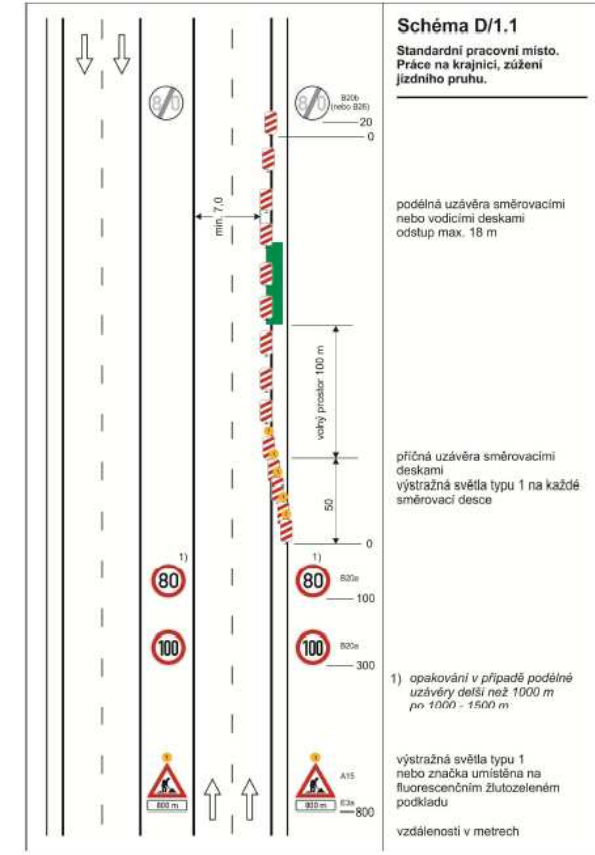 Schéma D/1.1
Standardní pracovní místo.
Práce na krajnici, zúžení
jízdního pruhu.
80
80
B20b
(nebo B26)
20
0
min. 7,0
podélná uzávěra směrovacími
nebo vodicími deskami
odstup max. 18 m
volný prostor 100 m
příčná uzávěra směrovacími
deskami
výstražná světla typu 1 na každé
směrovací desce
50
0
1)
1)
80
80
B20a
100
100
100
B20a
300
1) opakování v případě podélné
uzávěry delší než 1000 m
po 1000 - 1500 m
1
1
výstražná světla typu 1
nebo značka umístěna na
fluorescenčním žlutozeleném
podkladu
A15
800 m
800 m
E3a
800
vzdálenosti v metrech